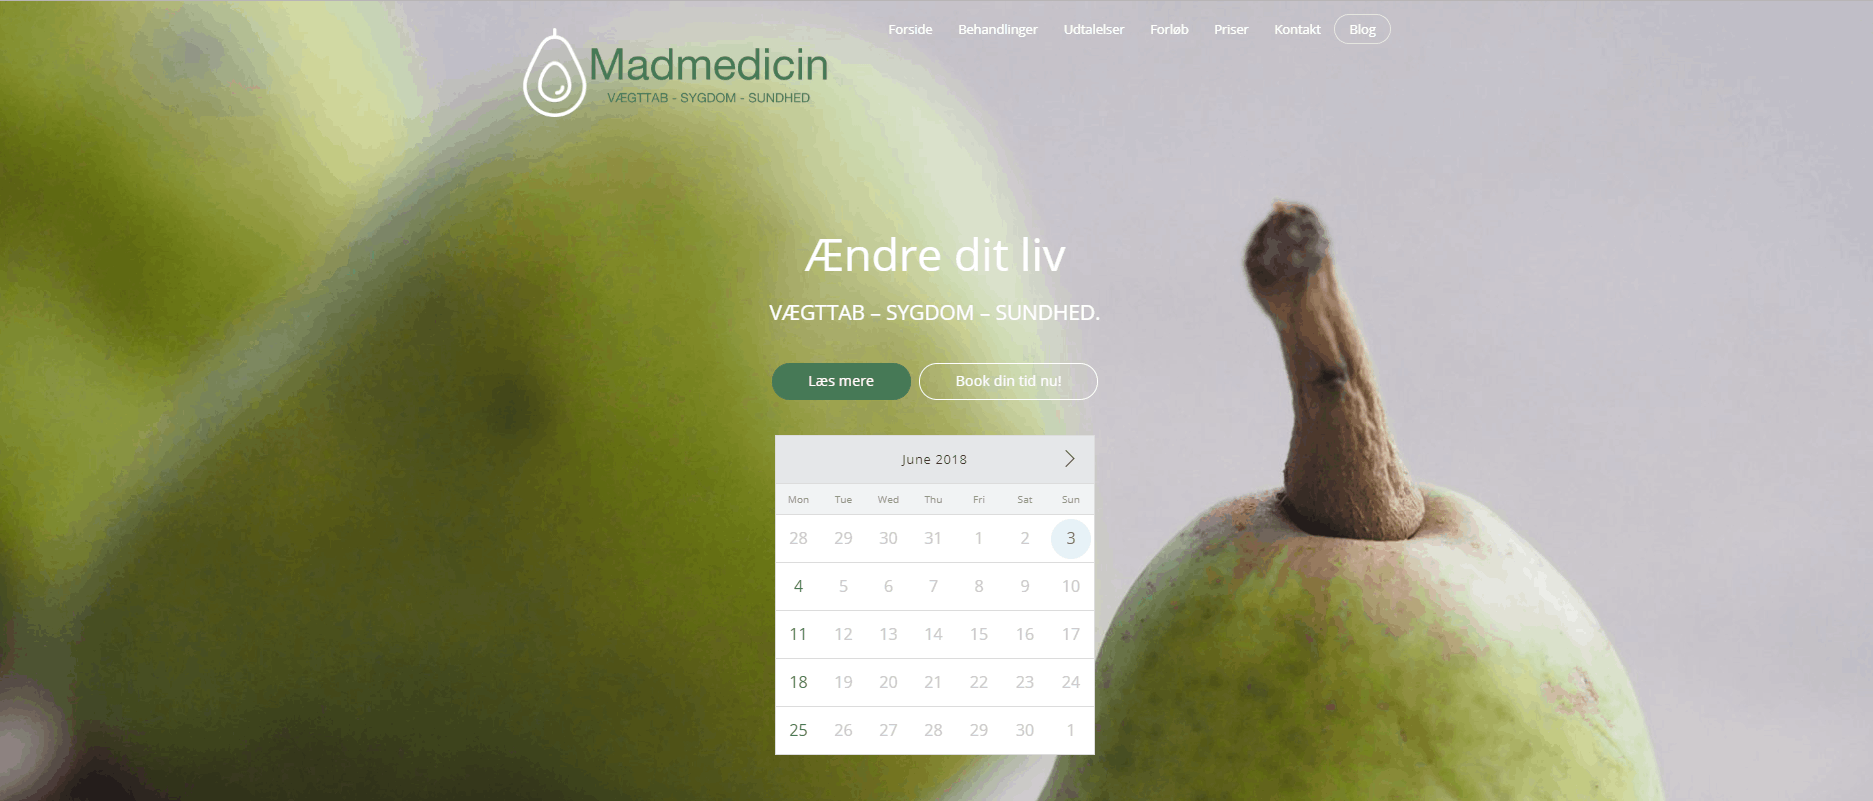 Forside Behandlinger Udtalelser Forløb Priser Kontakt Blog
Madmedicin
VÆGTTAB - SYGDOM - SUNDHED
Ændre dit liv
VÆGTTAB – SYGDOM – SUNDHED.
Læs mere Book din tid nu!
June 2018
Mon Tue Wed Thu Fri Sat Sun
28 29 30 31 1 2 3
4 5 6 7 8 9 10
11 12 13 14 15 16 17
18 19 20 21 22 23 24
25 26 27 28 29 30 1